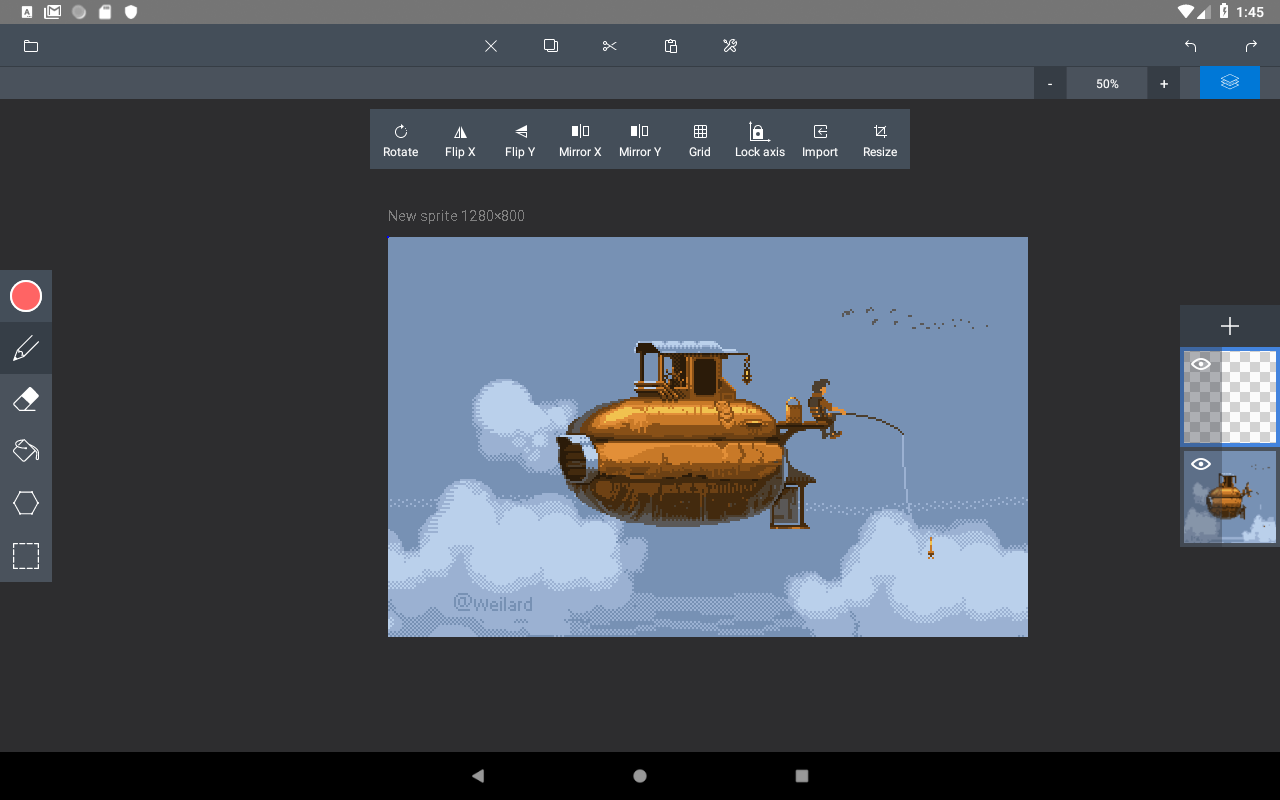 1:45
- 50% +
Rotate Flip X Flip Y Mirror X Mirror Y Grid Lock axis Import Resize
New sprite 1280×800
@Weilard